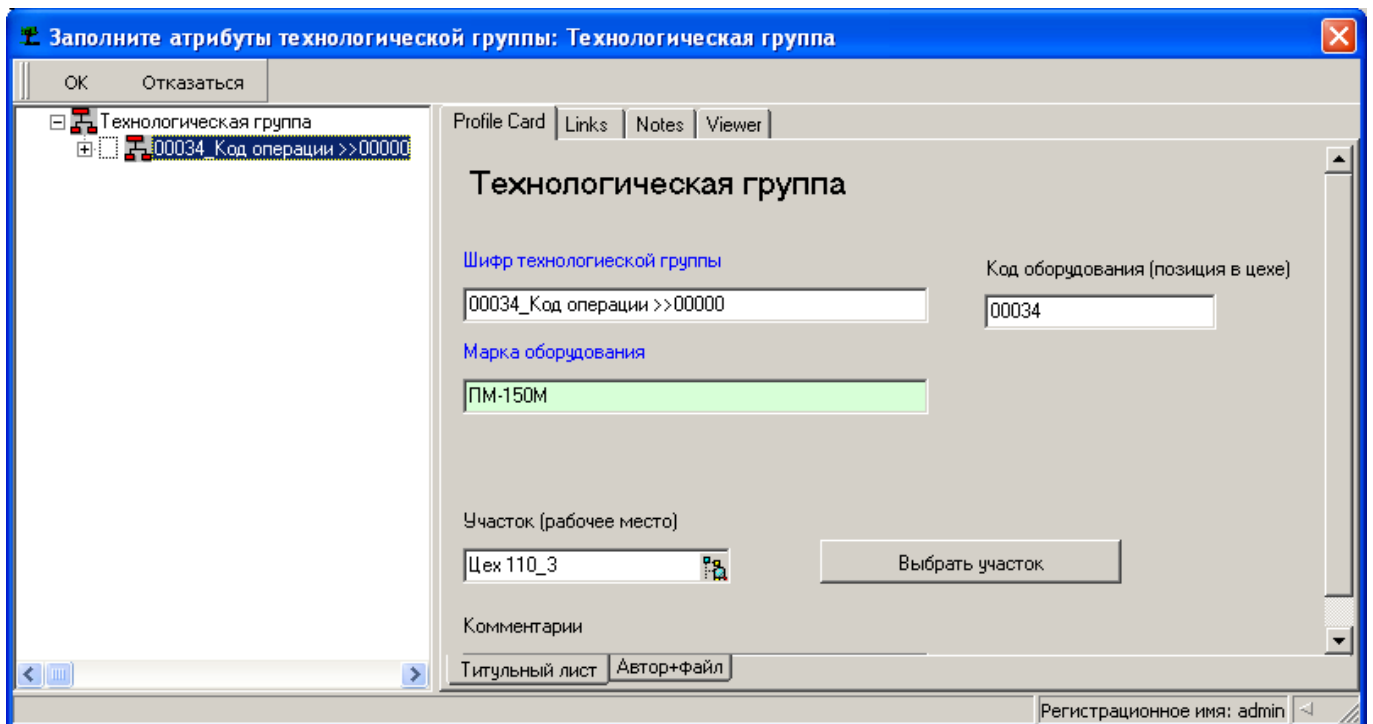 Заполните атрибуты технологической группы: Технологическая группа
ОК Отказаться
Технологическая группа
00034_Код операции >>00000
Profile Card Links Notes Viewer
Технологическая группа
Шифр технологиеской группы
Код оборудования (позиция в цехе)
00034_Код операции >>00000
00034
Марка оборудования
ПМ-150М
Участок (рабочее место)
Цех 110_3
Выбрать участок
Комментарии
Титульный лист Автор+файл
Регистрационное имя: admin